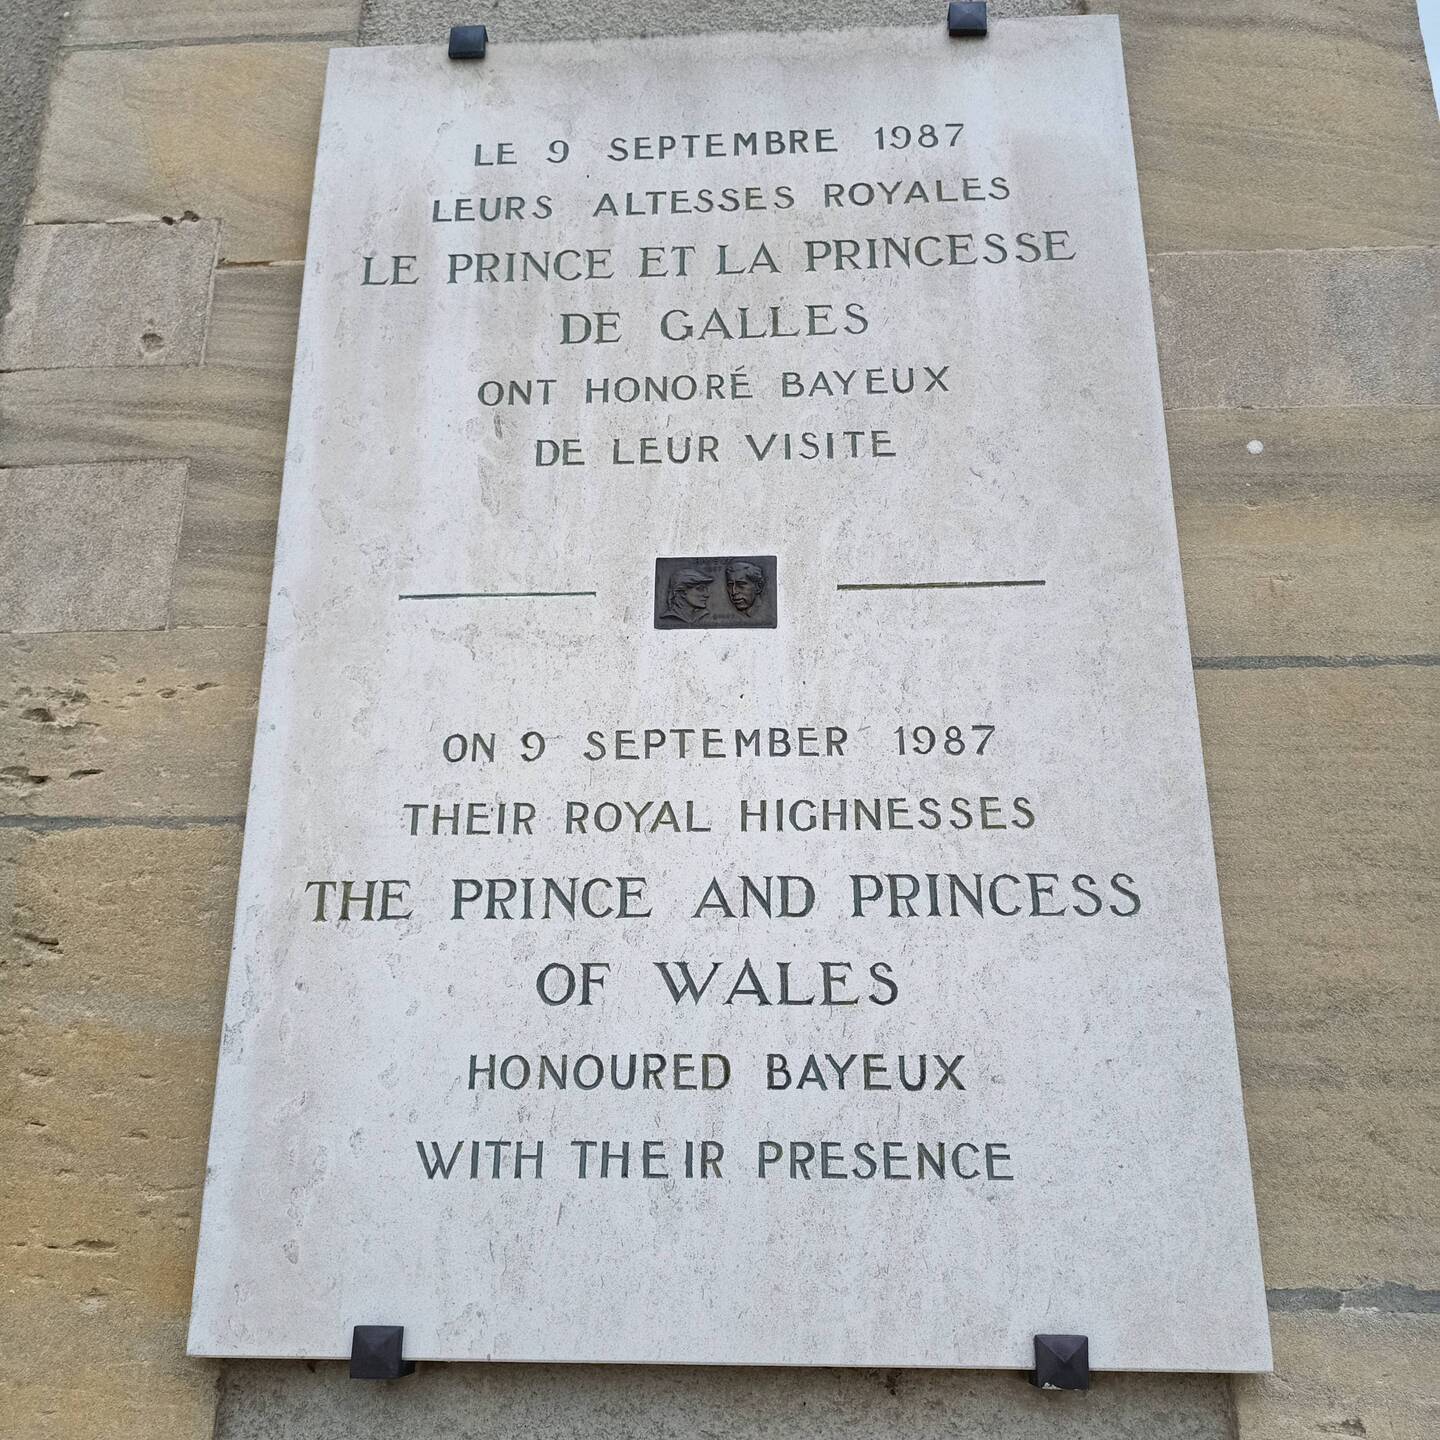 LE 9 SEPTEMBRE 1987
LEURS ALTESSES ROYALES
LE PRINCE ET LA PRINCESSE
DE GALLES
ONT HONORÉ BAYEUX
DE LEUR VISITE
ON 9 SEPTEMBER 1987
THEIR ROYAL HIGHNESSES
THE PRINCE AND PRINCESS
OF WALES
HONOURED BAYEUX
WITH THEIR PRESENCE